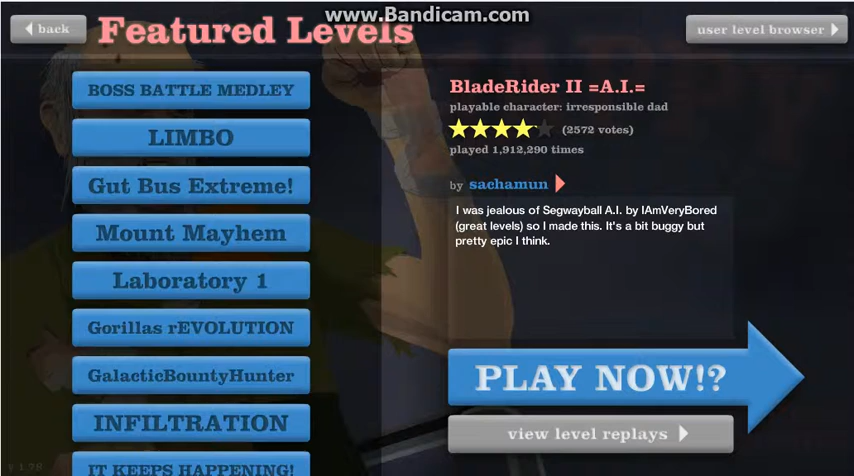 www.Bandicam.com
back
Featured Levels
user level browser
BOSS BATTLE MEDLEY
LIMBO
Gut Bus Extreme!
Mount Mayhem
Laboratory 1
Gorillas rEVOLUTION
GalacticBountyHunter
INFILTRATION
IT KEEPS HAPPENING!
v 1.78
BladeRider II =A.I.=
playable character: irresponsible dad
(2572 votes)
played 1,912,290 times
by sachamun
I was jealous of Segwayball A.I. by IAmVeryBored
(great levels) so I made this. It's a bit buggy but
pretty epic I think.
PLAY NOW!?
view level replays